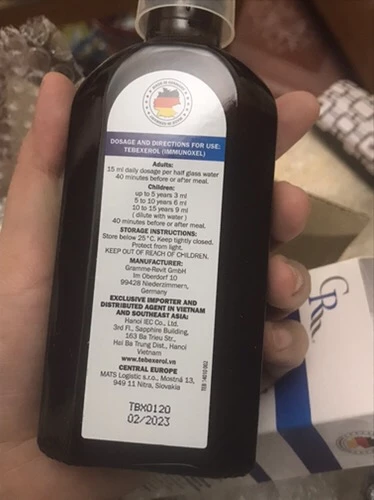 DOSAGE AND DIRECTIONS FOR USE:
TEBEXEROL (IMMUNOXEL)
Adults:
15 ml daily dosage per half glass water
40 minutes before or after meal.
Children:
up to 5 years 3 ml
5 to 10 years 6 ml
10 to 15 years 9 ml
( dilute with water )
40 minutes before or after meal.
STORAGE INSTRUCTIONS:
Store below 25°C. Keep tightly closed.
Protect from light.
KEEP OUT OF REACH OF CHILDREN.
MANUFACTURER:
Gramme-Revit GmbH
Im Oberdorf 10
99428 Niederzimmern,
Germany
EXCLUSIVE IMPORTER AND
DISTRIBUTED AGENT IN VIETNAM
AND SOUTHEAST ASIA:
Hanoi IEC Co., Ltd.
3rd FL, Sapphire Building,
163 Ba Trieu Str.,
Hai Ba Trung Dist., Hanoi
Vietnam
www.tebexerol.vn
CENTRAL EUROPE
MATS Logistic s.r.o., Mostná 13,
949 11 Nitra, Slovakia
TBX0120
02/2023